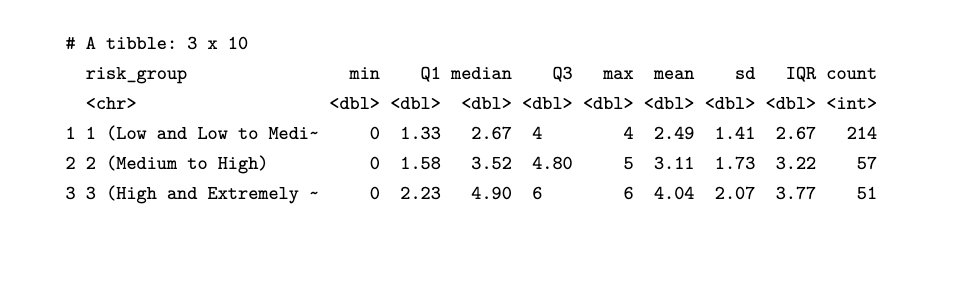 # A tibble: 3 x 10
risk_group min Q1 median Q3 max mean sd IQR count
<chr> <dbl> <dbl> <dbl> <dbl> <dbl> <dbl> <dbl> <dbl> <int>
1 1 (Low and Low to Medi~ 0 1.33 2.67 4 4 2.49 1.41 2.67 214
2 2 (Medium to High) 0 1.58 3.52 4.80 5 3.11 1.73 3.22 57
3 3 (High and Extremely ~ 0 2.23 4.90 6 6 4.04 2.07 3.77 51